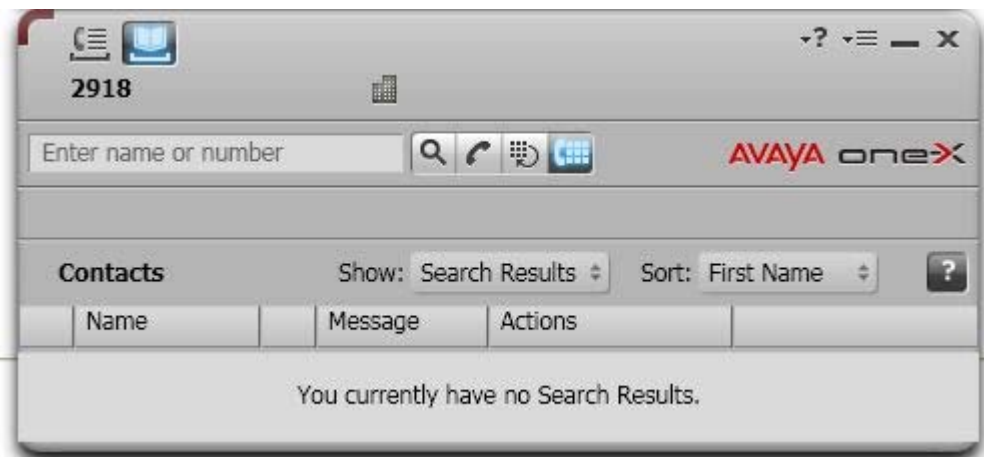 ?
2918
Enter name or number AVAYA one-X
Contacts Show: Search Results Sort: First Name ?
Name Message Actions
You currently have no Search Results.